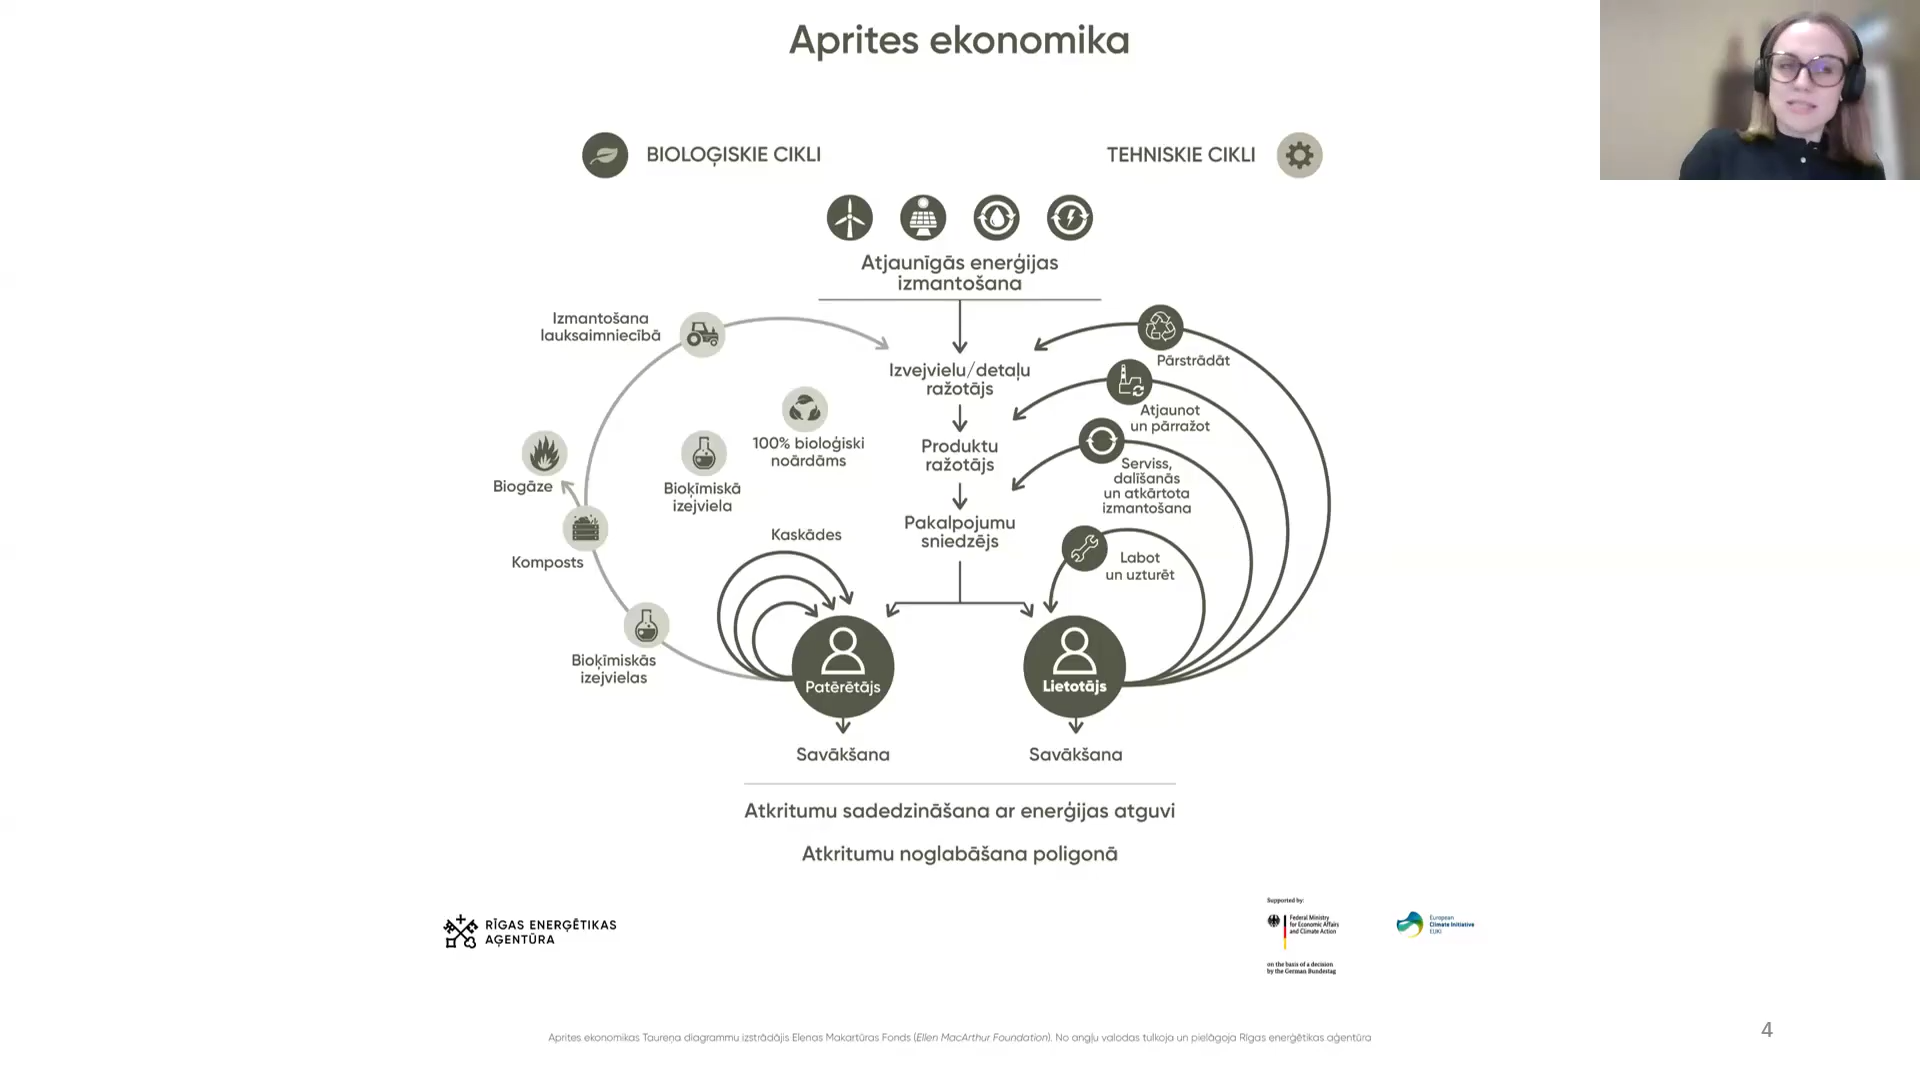 Aprites ekonomika
BIOLOĢISKIE CIKLI
TEHNISKIE CIKLI
Atjaunīgās enerģijas
izmantošana
Izmantošana
lauksaimniecībā
Pārstrādāt
Izvejvielu/detaļu
ražotājs
Atjaunot
un pārražot
100% bioloģiski
noārdāms
Produktu
ražotājs
Biogāze
Bioķīmiskā
izejviela
Serviss,
dalīšanās
un atkārtota
izmantošana
Kaskādes
Pakalpojumu
sniedzējs
Komposts
Labot
un uzturēt
Bioķīmiskās
izejvielas
Patērētājs
Lietotājs
Savākšana
Savākšana
Atkritumu sadedzināšana ar enerģijas atguvi
Atkritumu noglabāšana poligonā
RĪGAS ENERĢĒTIKAS
AĢENTŪRA
Supported by:
Federal Ministry
for Economic Affairs
and Climate Action
on the basis of a decision
by the German Bundestag
European
Climate Initiative
EUKI
Aprites ekonomikas Taureņa diagrammu izstrādājis Elenas Makartūras Fonds (Ellen MacArthur Foundation). No angļu valodas tulkoja un pielāgoja Rīgas enerģētikas aģentūra
4